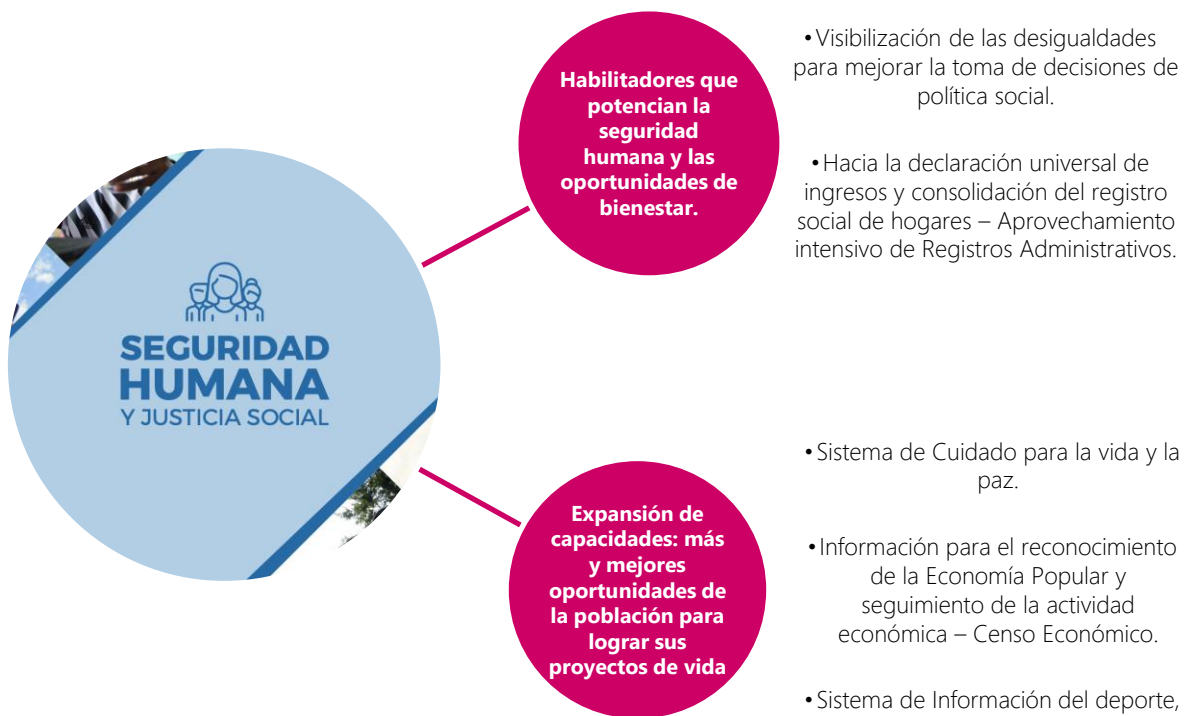 SEGURIDAD
HUMANA
Y JUSTICIA SOCIAL
Habilitadores que
potencian la
seguridad
humana y las
oportunidades de
bienestar.
•Visibilización de las desigualdades
para mejorar la toma de decisiones de
política social.
•Hacia la declaración universal de
ingresos y consolidación del registro
social de hogares – Aprovechamiento
intensivo de Registros Administrativos.
Expansión de
capacidades: más
y mejores
oportunidades de
la población para
lograr sus
proyectos de vida
•Sistema de Cuidado para la vida y la
paz.
•Información para el reconocimiento
de la Economía Popular y
seguimiento de la actividad
económica – Censo Económico.
•Sistema de Información del deporte,